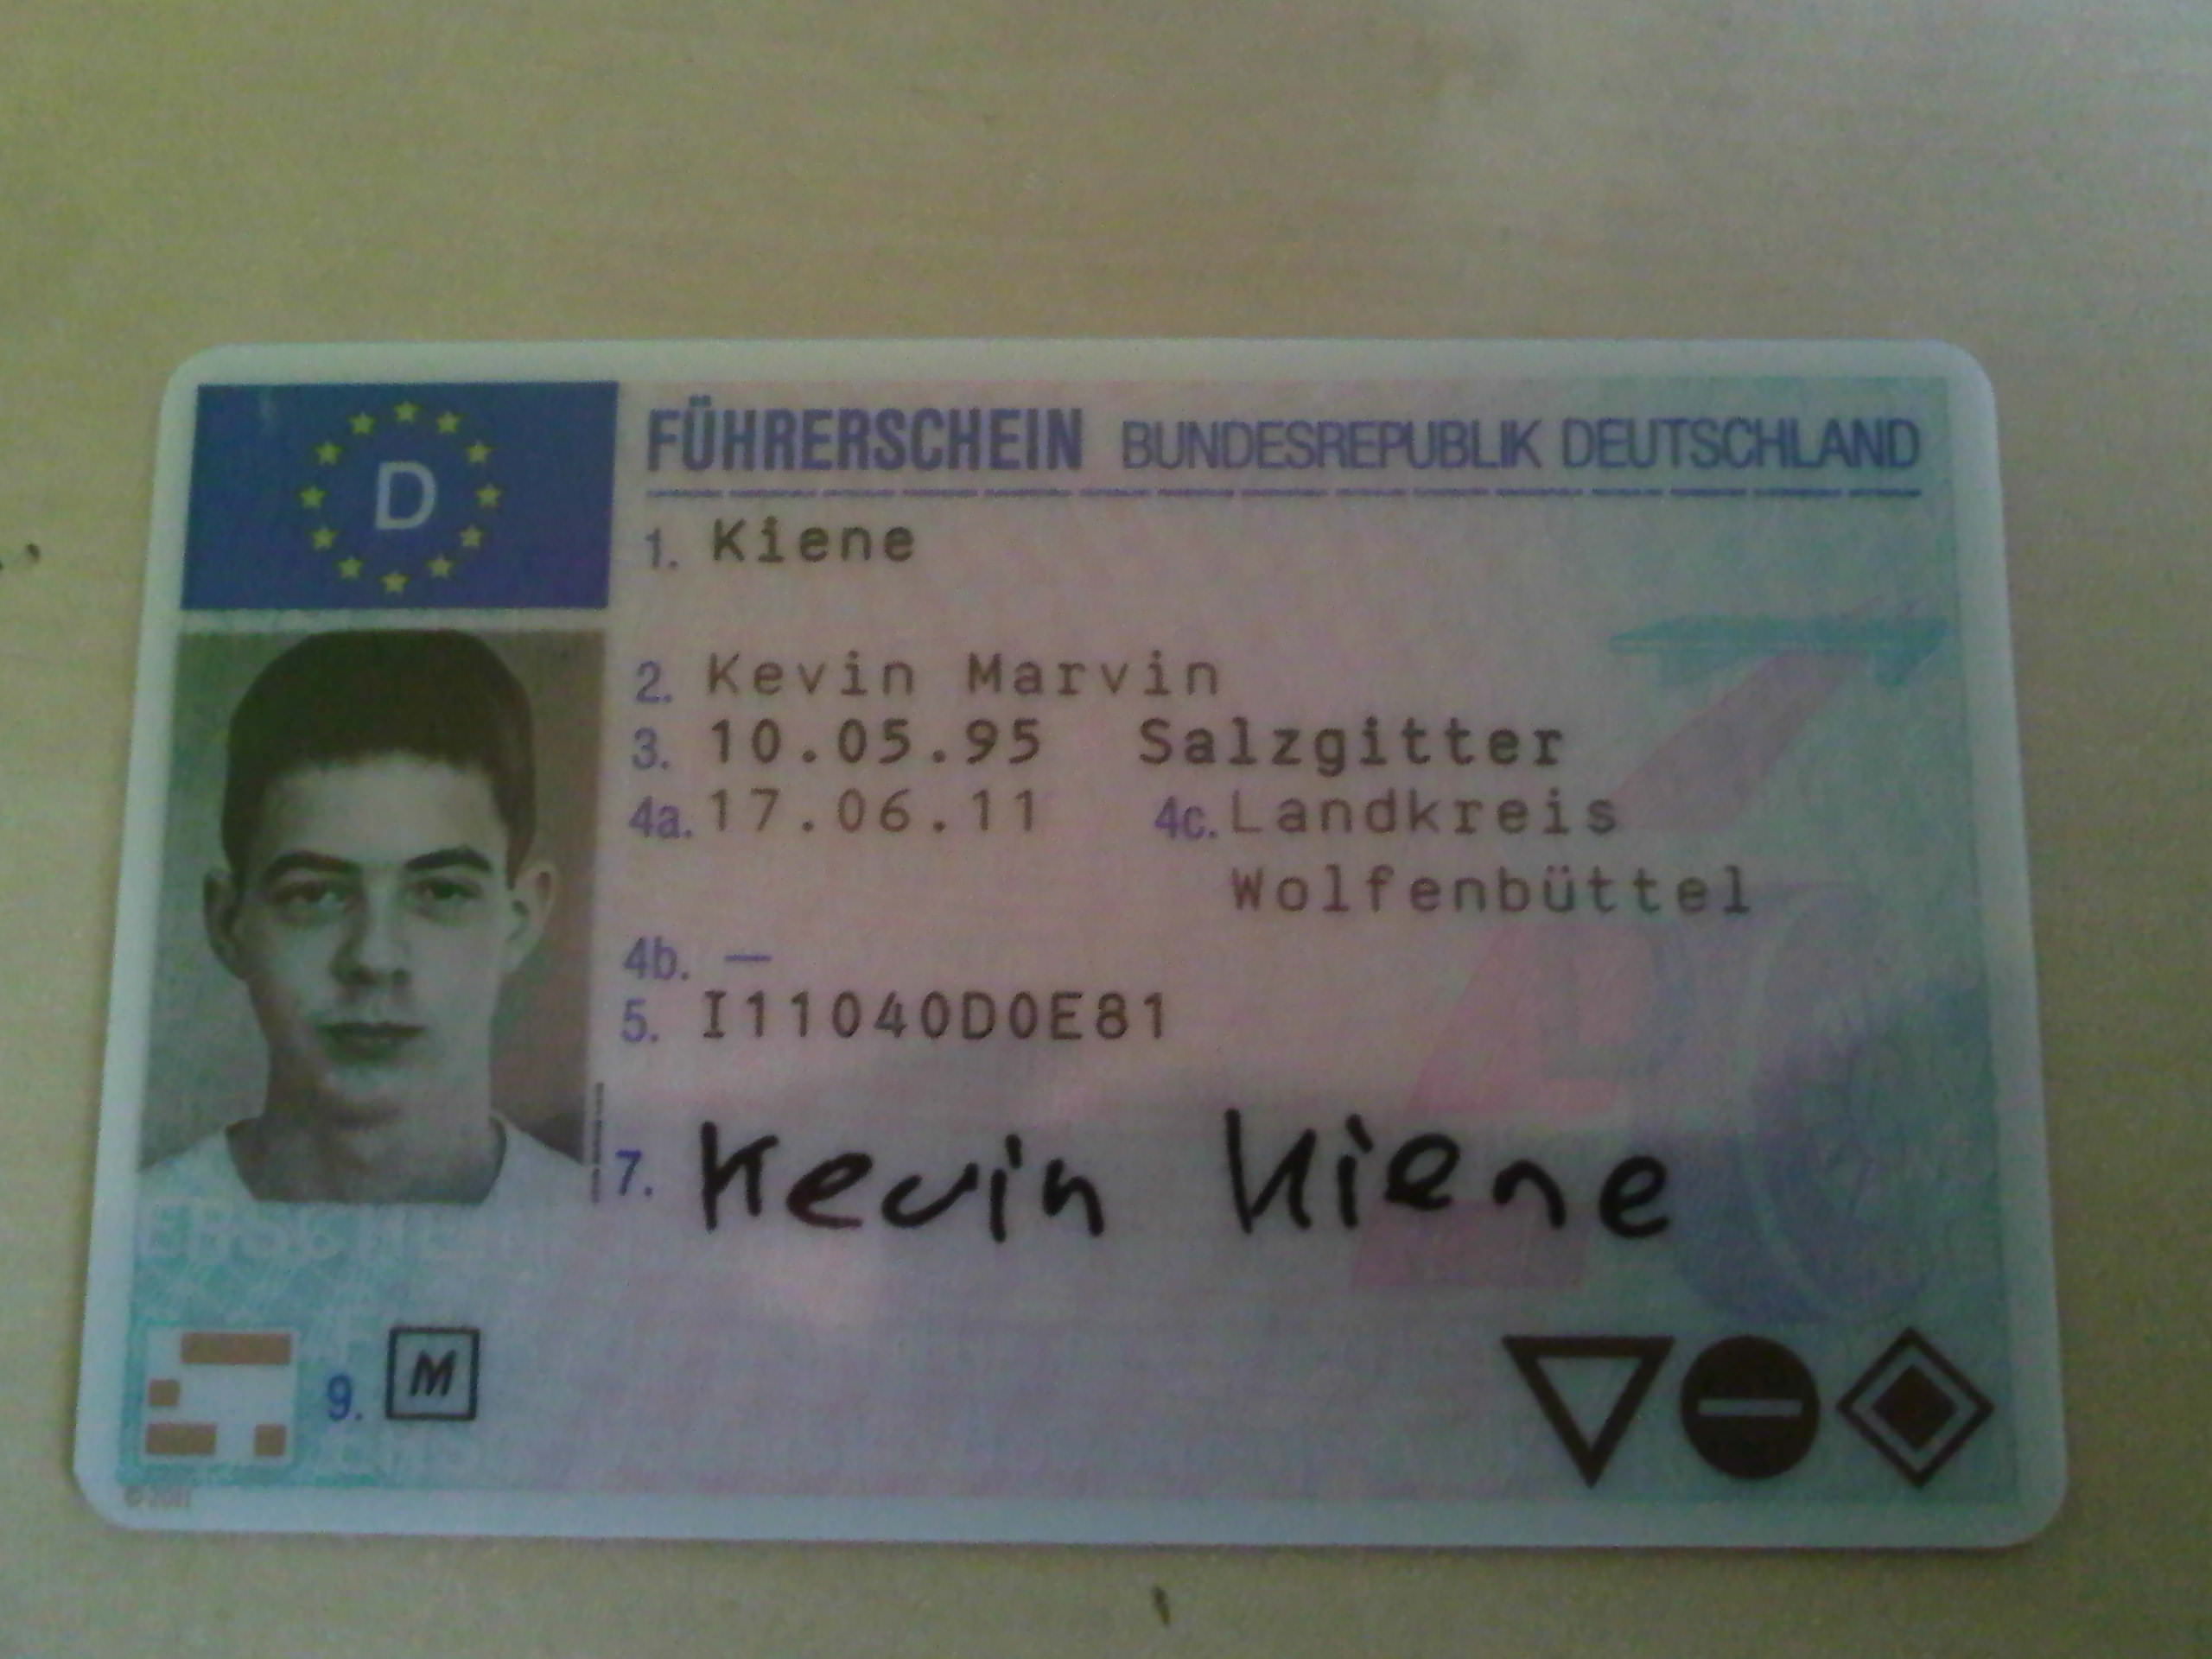 D
FÜHRERSCHEIN BUNDESREPUBLIK DEUTSCHLAND
1. Kiene
2. Kevin Marvin
3. 10.05.95 Salzgitter
4a. 17.06.11 4c. Landkreis
Wolfenbüttel
4b. —
5. I11040D0E81
7. Kevin Kiene
9. M